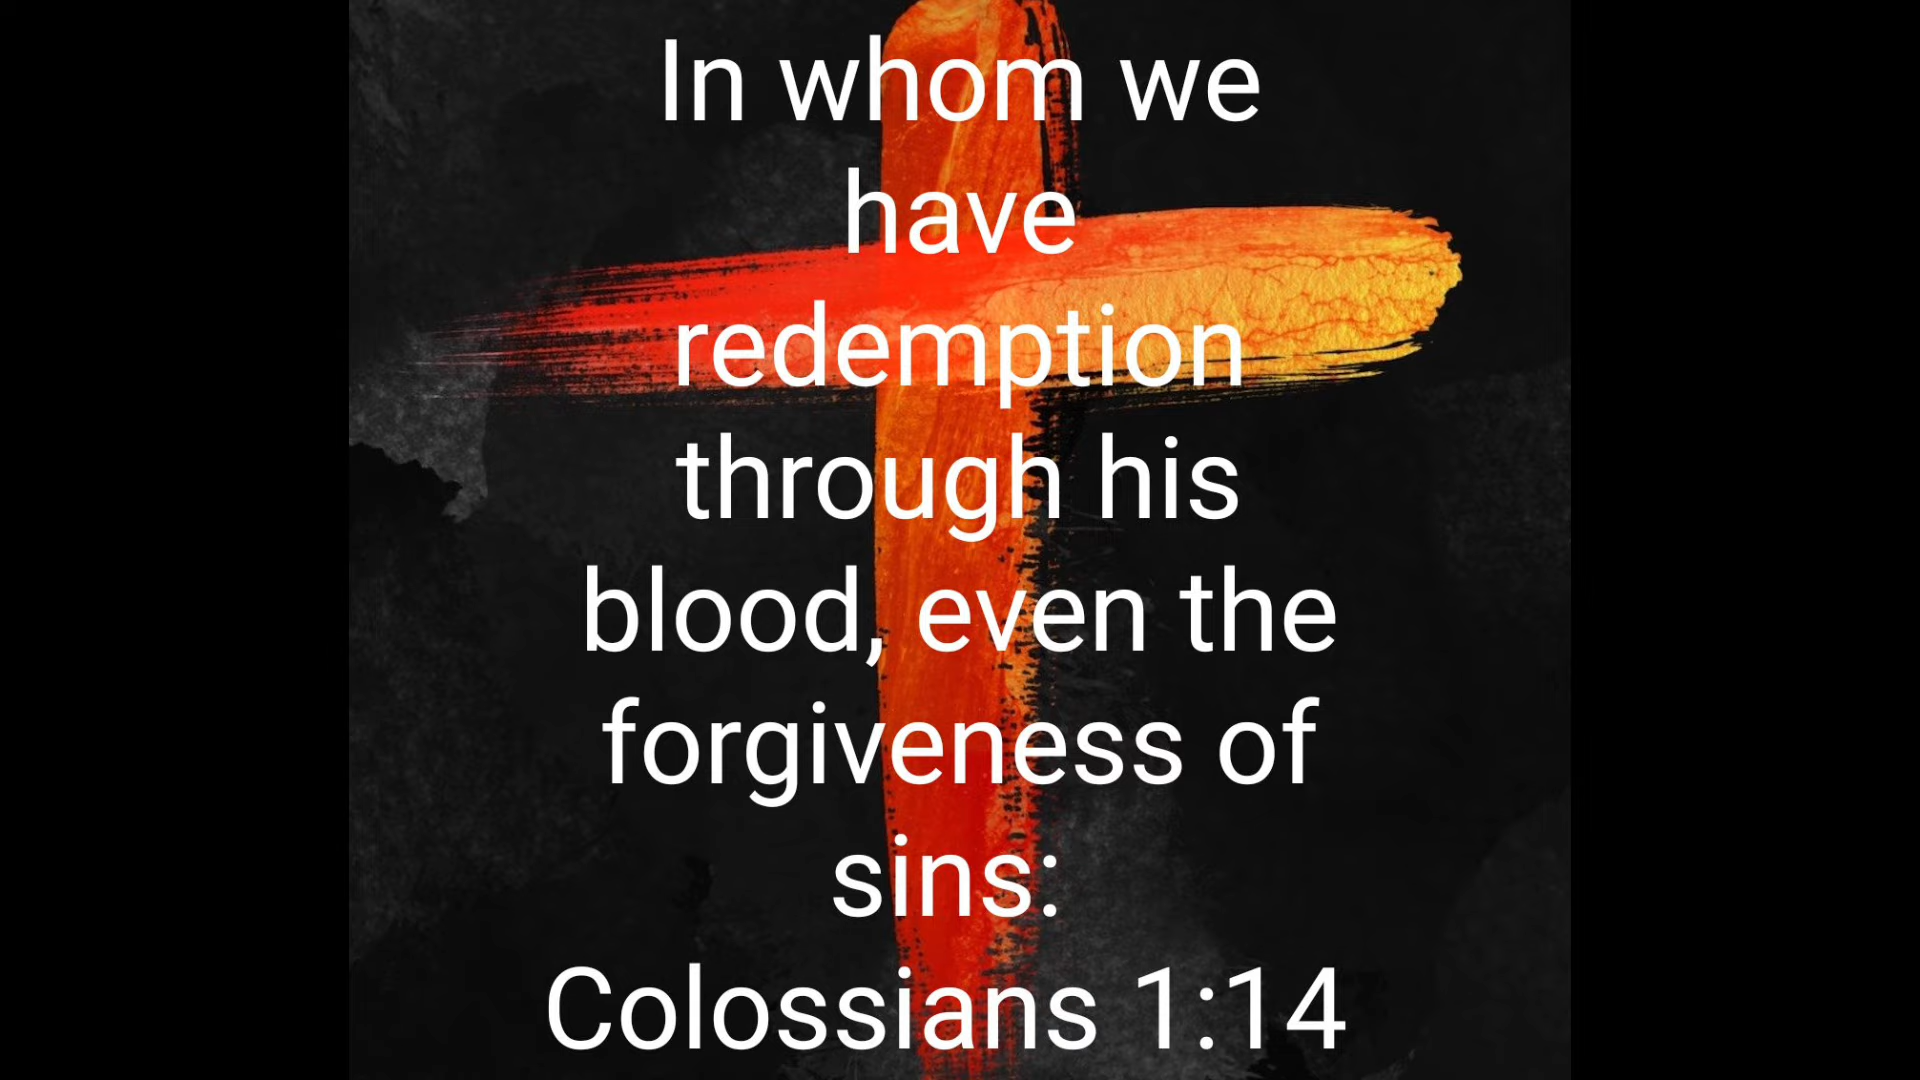 In whom we
have
redemption
through his
blood, even the
forgiveness of
sins:
Colossians 1:14